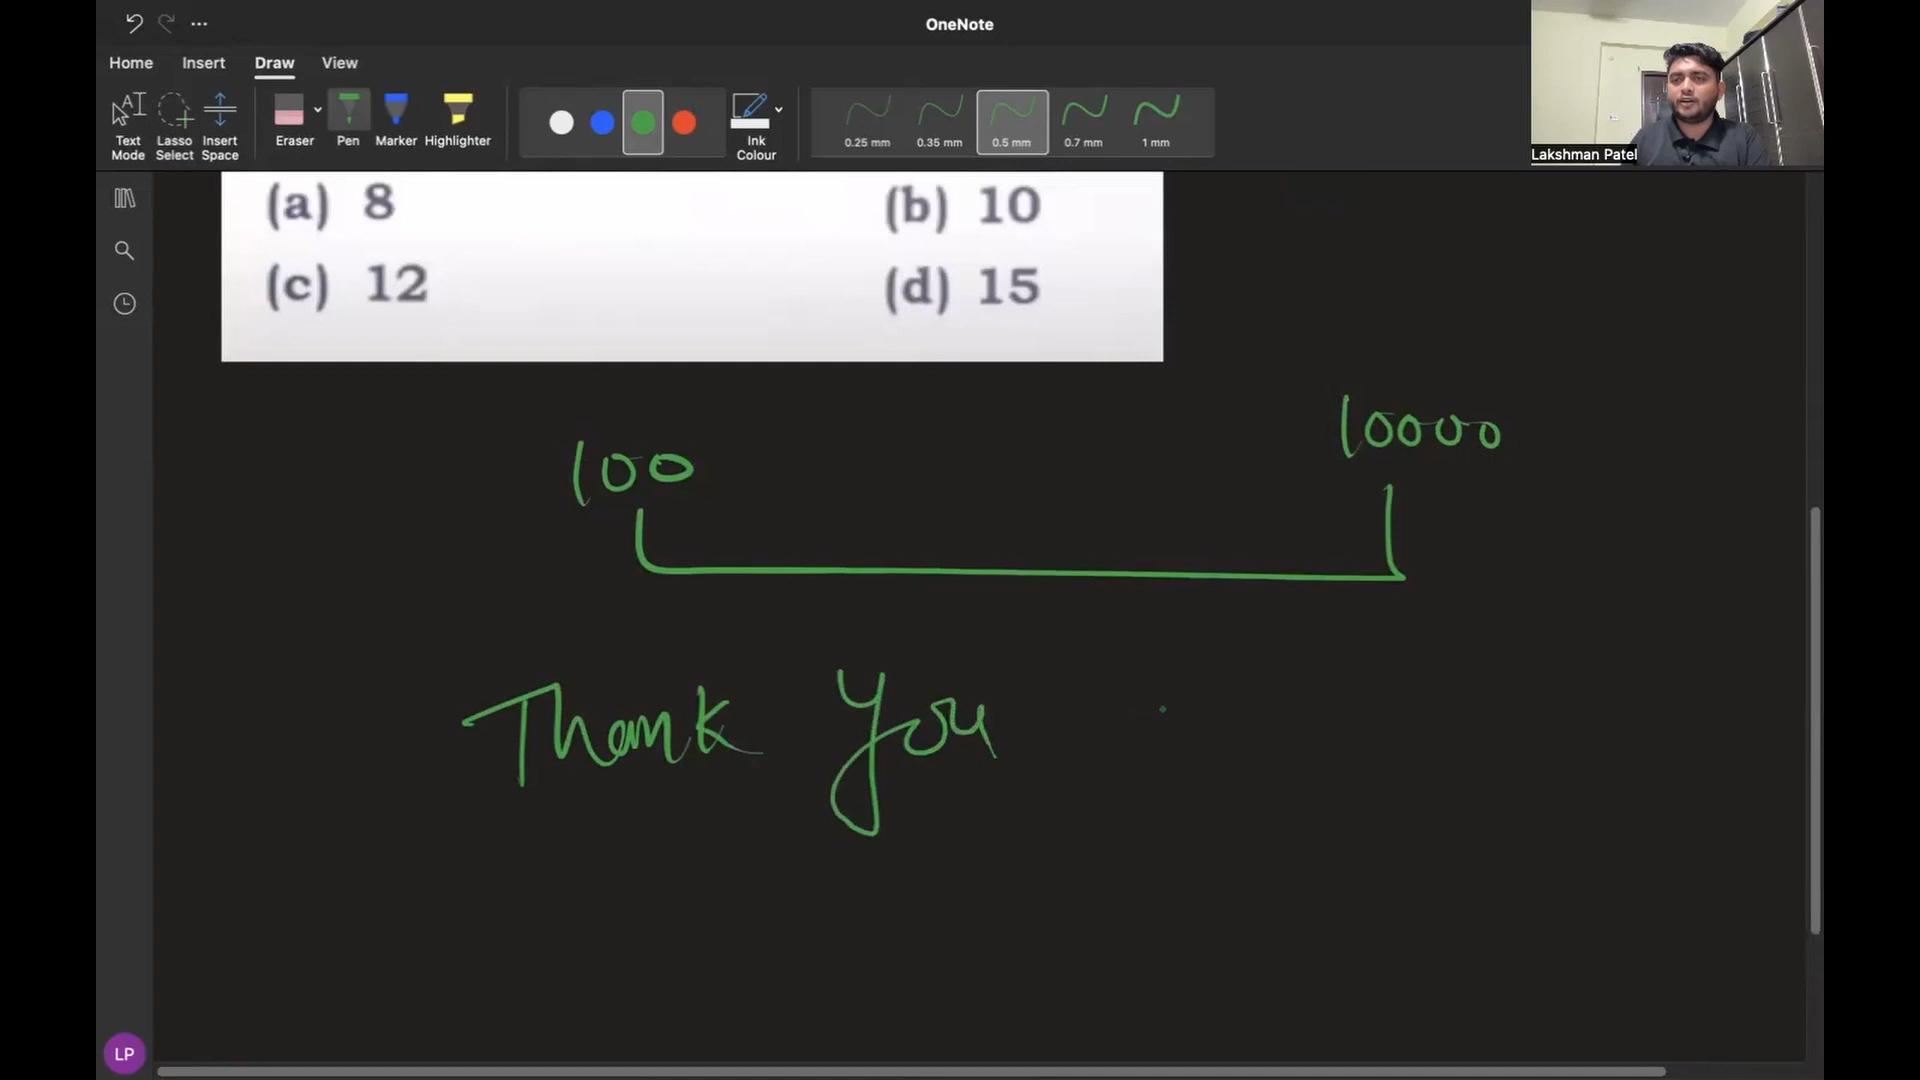 OneNote
Home Insert Draw View
Text Mode
Lasso Select
Insert Space
Eraser
Pen
Marker
Highlighter
Ink Colour
0.25 mm
0.35 mm
0.5 mm
0.7 mm
1 mm
Lakshman Patel
(a) 8 (b) 10
(c) 12 (d) 15
100 10000
Thank You
LP